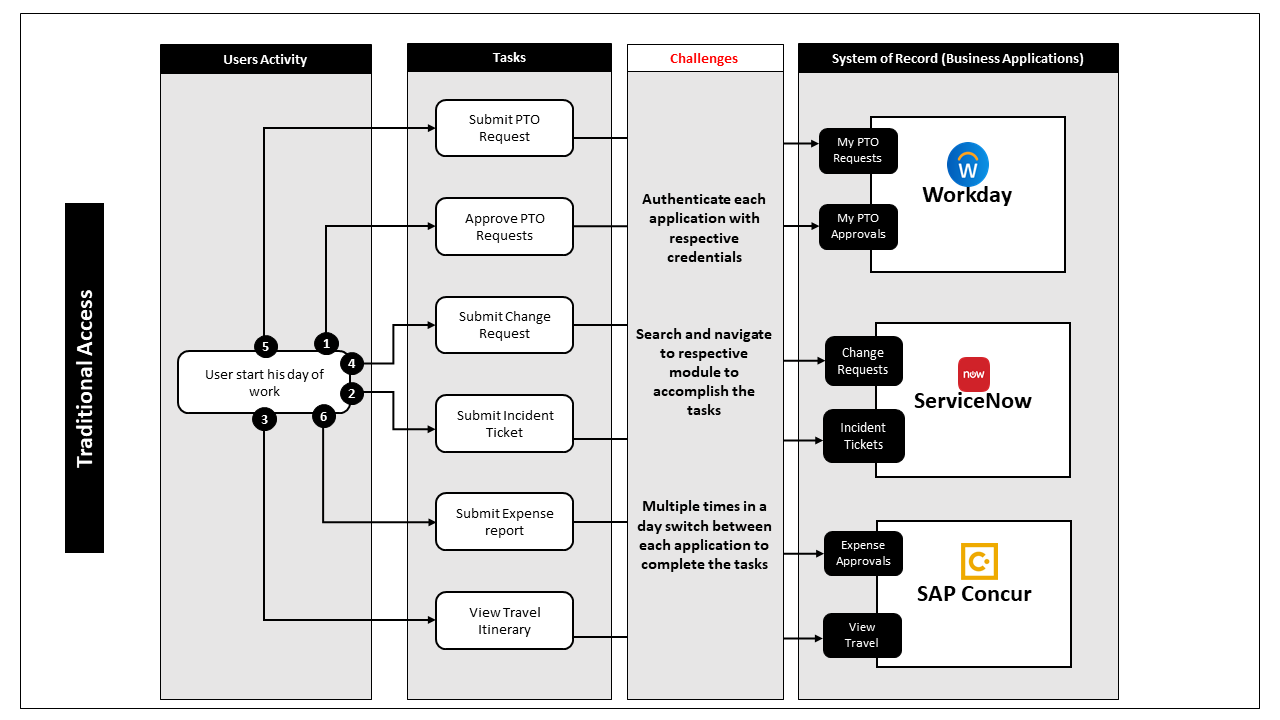 Traditional Access
Users Activity
5
1
4
2
3
6
User start his day of
work
Tasks
Submit PTO
Request
Approve PTO
Requests
Submit Change
Request
Submit Incident
Ticket
Submit Expense
report
View Travel
Itinerary
Challenges
Authenticate each
application with
respective
credentials
Search and navigate
to respective
module to
accomplish the
tasks
Multiple times in a
day switch between
each application to
complete the tasks
System of Record (Business Applications)
My PTO
Requests
My PTO
Approvals
W
Workday
Change
Requests
Incident
Tickets
now
ServiceNow
Expense
Approvals
View
Travel
C
SAP Concur